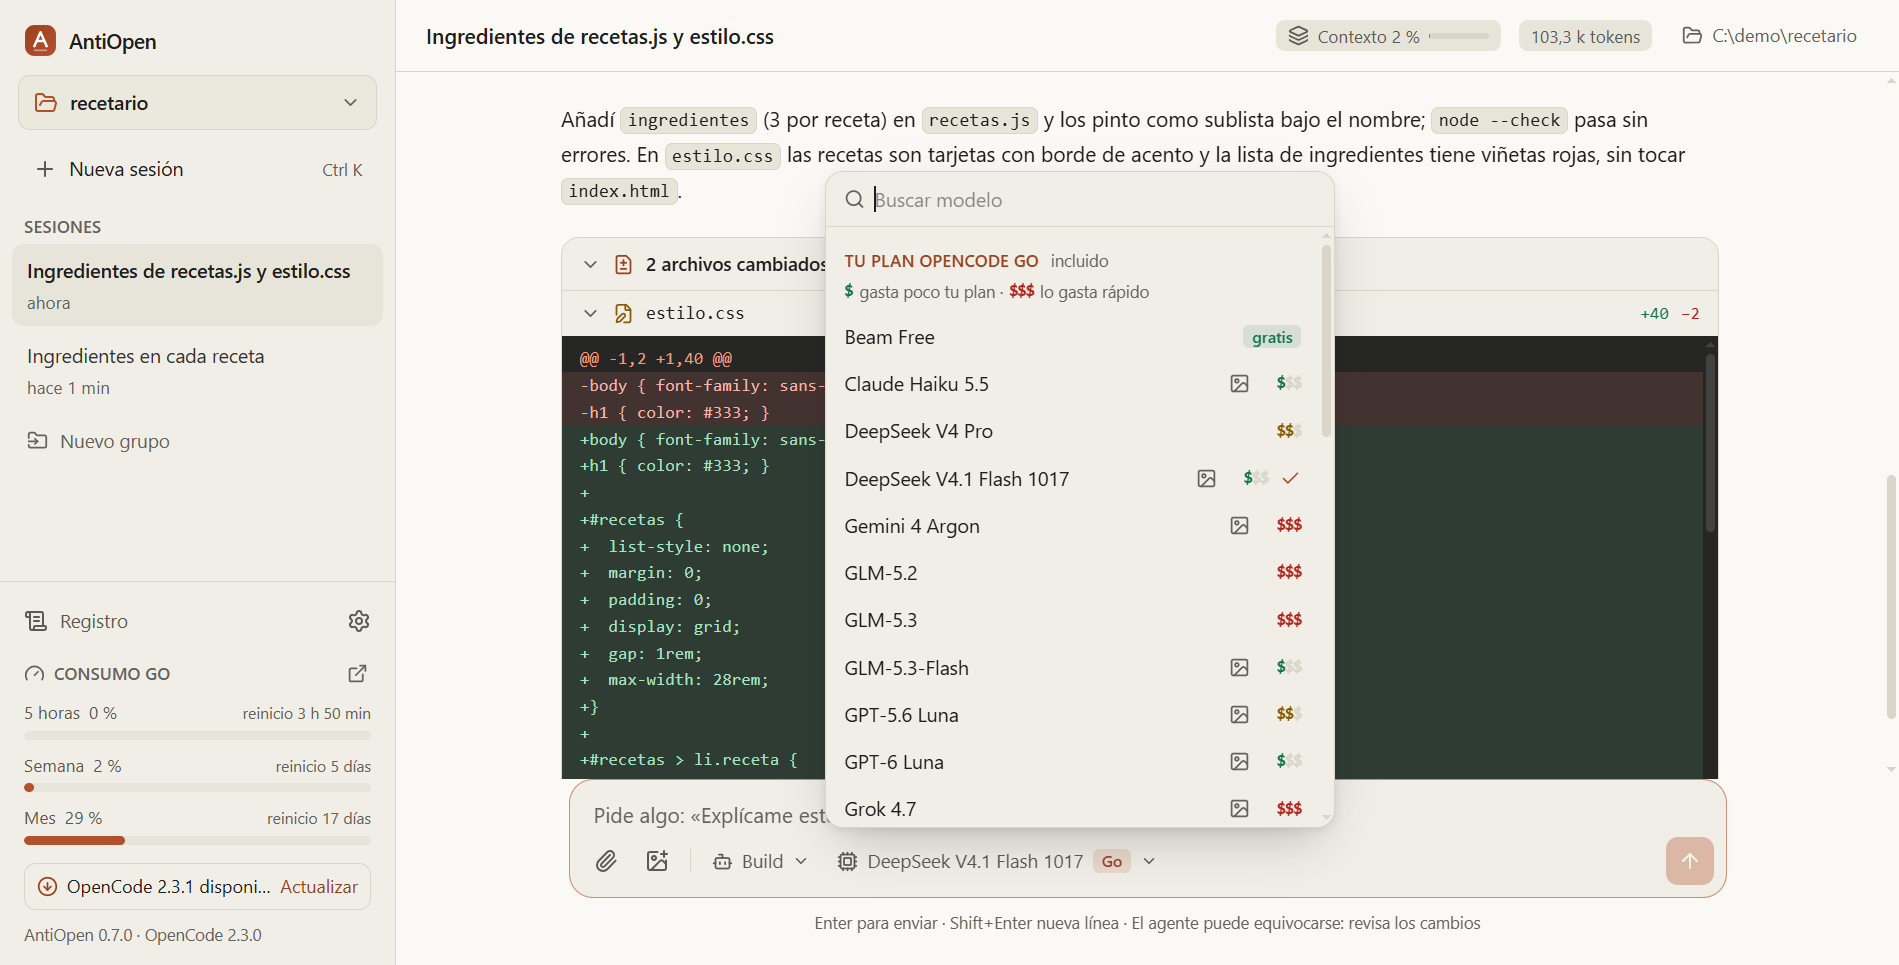 AntiOpen
recetario
Nueva sesión Ctrl K
SESIONES
Ingredientes de recetas.js y estilo.css
ahora
Ingredientes en cada receta
hace 1 min
Nuevo grupo
Registro
CONSUMO GO
5 horas 0 % reinicio 3 h 50 min
Semana 2 % reinicio 5 días
Mes 29 % reinicio 17 días
OpenCode 2.3.1 disponi... Actualizar
AntiOpen 0.7.0 · OpenCode 2.3.0
Ingredientes de recetas.js y estilo.css
Contexto 2 %
103,3 k tokens
C:\demo\recetario
Añadí ingredientes (3 por receta) en recetas.js y los pinto como sublista bajo el nombre; node --check pasa sin
errores. En estilo.css las recetas son tarjetas con borde de acento y la lista de ingredientes tiene viñetas rojas, sin tocar
index.html.
2 archivos cambiados
estilo.css +40 −2
@@ -1,2 +1,40 @@
-body { font-family: sans-
-h1 { color: #333; }
+body { font-family: sans-
+h1 { color: #333; }
+
+#recetas {
+  list-style: none;
+  margin: 0;
+  padding: 0;
+  display: grid;
+  gap: 1rem;
+  max-width: 28rem;
+}
+
+#recetas > li.receta {
Buscar modelo
TU PLAN OPENCODE GO incluido
$ gasta poco tu plan · $$$ lo gasta rápido
Beam Free gratis
Claude Haiku 5.5 $$$
DeepSeek V4 Pro $$$
DeepSeek V4.1 Flash 1017 $$$
Gemini 4 Argon $$$
GLM-5.2 $$$
GLM-5.3 $$$
GLM-5.3-Flash $$$
GPT-5.6 Luna $$$
GPT-6 Luna $$$
Grok 4.7 $$$
Pide algo: «Explícame est
Build
DeepSeek V4.1 Flash 1017 Go
Enter para enviar · Shift+Enter nueva línea · El agente puede equivocarse: revisa los cambios